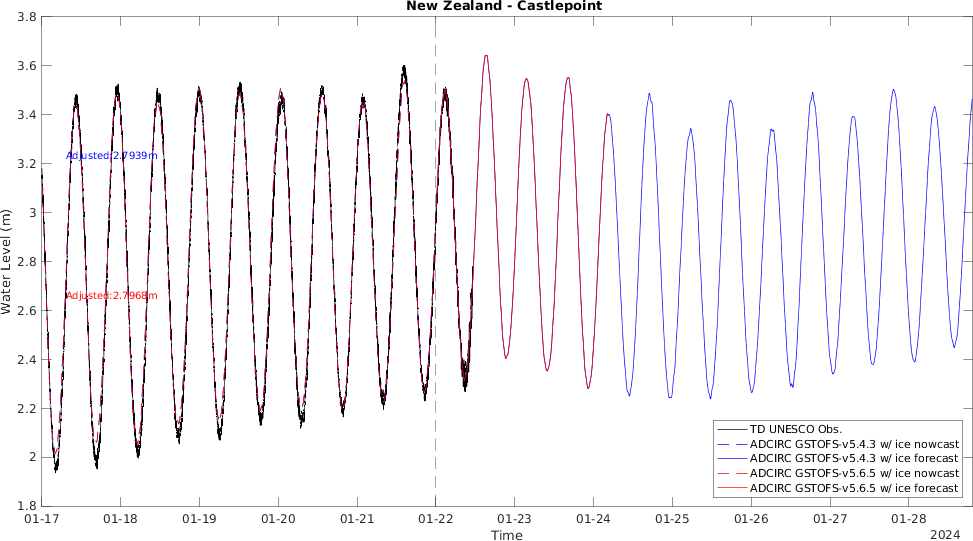 New Zealand - Castlepoint
3.8
3.6
3.4
3.2
3
2.8
2.6
2.4
2.2
2
1.8
Water Level (m)
Adjusted:2.7939m
Adjusted:2.7968m
TD UNESCO Obs.
ADCIRC GSTOFS-v5.4.3 w/ ice nowcast
ADCIRC GSTOFS-v5.4.3 w/ ice forecast
ADCIRC GSTOFS-v5.6.5 w/ ice nowcast
ADCIRC GSTOFS-v5.6.5 w/ ice forecast
01-17 01-18 01-19 01-20 01-21 01-22 01-23 01-24 01-25 01-26 01-27 01-28
Time
2024